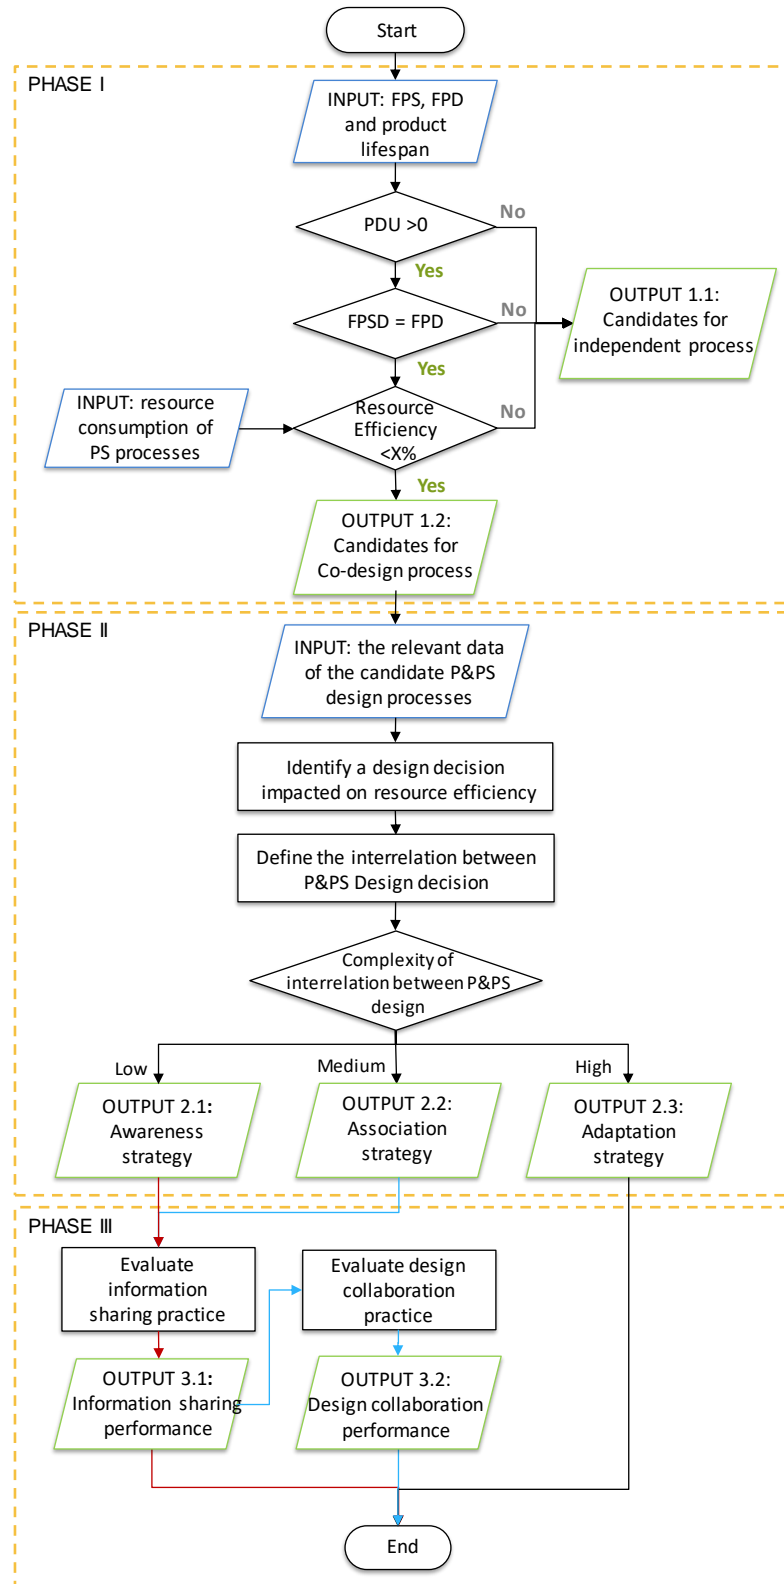 Start
PHASE I
INPUT: FPS, FPD
and product
lifespan
PDU >0
No
Yes
FPSD = FPD
No
OUTPUT 1.1:
Candidates for
independent process
Yes
INPUT: resource
consumption of
PS processes
Resource
Efficiency
<X%
No
Yes
OUTPUT 1.2:
Candidates for
Co-design process
PHASE II
INPUT: the relevant data
of the candidate P&PS
design processes
Identify a design decision
impacted on resource efficiency
Define the interrelation between
P&PS Design decision
Complexity of
interrelation between P&PS
design
Low
Medium
High
OUTPUT 2.1:
Awareness
strategy
OUTPUT 2.2:
Association
strategy
OUTPUT 2.3:
Adaptation
strategy
PHASE III
Evaluate
information
sharing practice
Evaluate design
collaboration
practice
OUTPUT 3.1:
Information sharing
performance
OUTPUT 3.2:
Design collaboration
performance
End